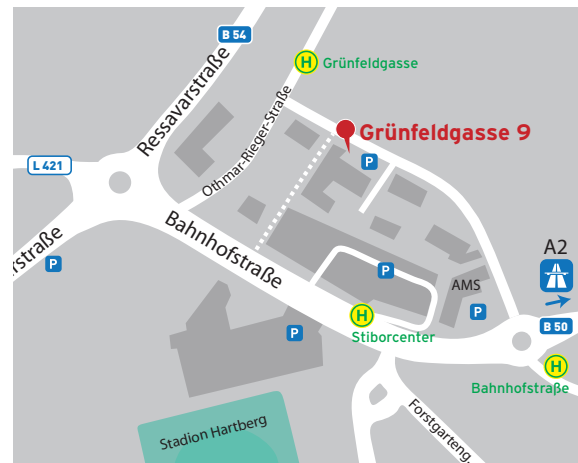 B 54
H
Grünfeldgasse
Ressavarstraße
Grünfeldgasse 9
Othmar-Rieger-Straße
P
L 421
Bahnhofstraße
A2
rstraße
P
P
AMS
P
H
B 50
P
Stiborcenter
H
Bahnhofstraße
Forstgarteng.
Stadion Hartberg